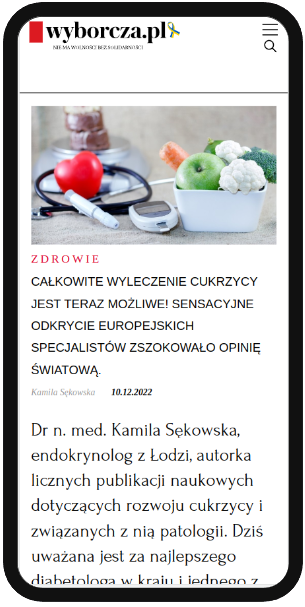 wyborcza.pl
NIE MA WOLNOŚCI BEZ SOLIDARNOŚCI
ZDROWIE
CAŁKOWITE WYLECZENIE CUKRZYCY
JEST TERAZ MOŻLIWE! SENSACYJNE
ODKRYCIE EUROPEJSKICH
SPECJALISTÓW ZSZOKOWAŁO OPINIĘ
ŚWIATOWĄ.
Kamila Sękowska 10.12.2022
Dr n. med. Kamila Sękowska,
endokrynolog z Łodzi, autorka
licznych publikacji naukowych
dotyczących rozwoju cukrzycy i
związanych z nią patologii. Dziś
uważana jest za najlepszego
diabetologa w kraju i jednego z